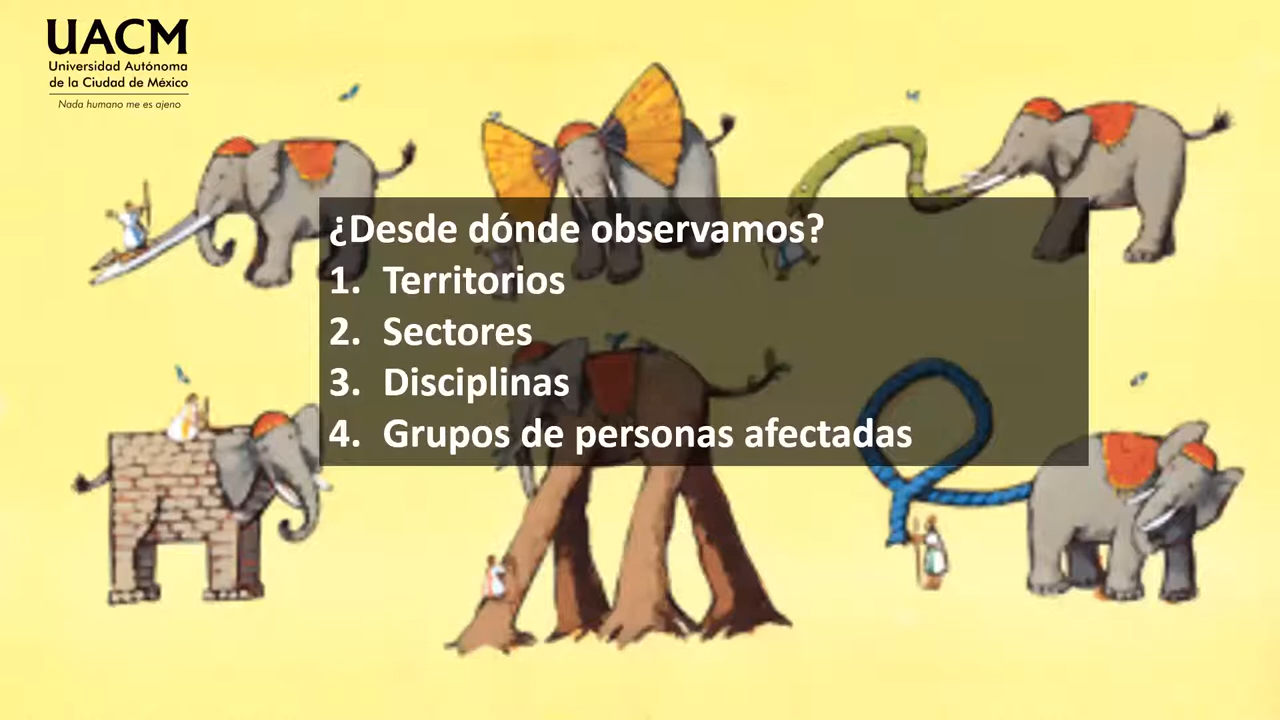 UACM
Universidad Autónoma
de la Ciudad de México
Nada humano me es ajeno
¿Desde dónde observamos?
1. Territorios
2. Sectores
3. Disciplinas
4. Grupos de personas afectadas